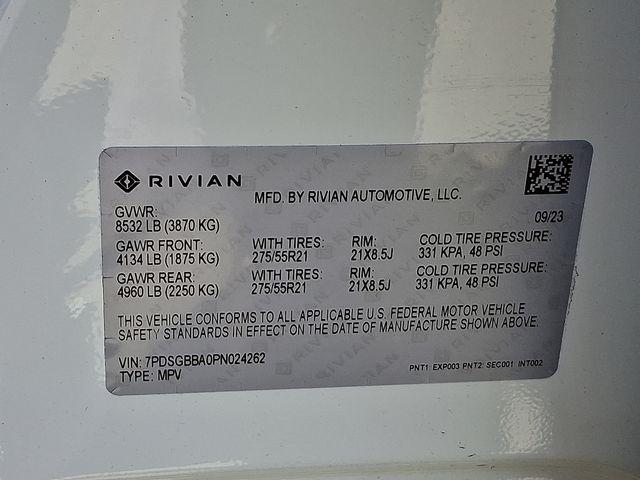 RIVIAN
MFD. BY RIVIAN AUTOMOTIVE, LLC.
09/23
GVWR:
8532 LB (3870 KG)
GAWR FRONT: WITH TIRES: RIM: COLD TIRE PRESSURE:
4134 LB (1875 KG) 275/55R21 21X8.5J 331 KPA, 48 PSI
GAWR REAR: WITH TIRES: RIM: COLD TIRE PRESSURE:
4960 LB (2250 KG) 275/55R21 21X8.5J 331 KPA, 48 PSI
THIS VEHICLE CONFORMS TO ALL APPLICABLE U.S. FEDERAL MOTOR VEHICLE
SAFETY STANDARDS IN EFFECT ON THE DATE OF MANUFACTURE SHOWN ABOVE.
VIN: 7PDSGBBA0PN024262
TYPE: MPV
PNT1: EXP003 PNT2: SEC001 INT002